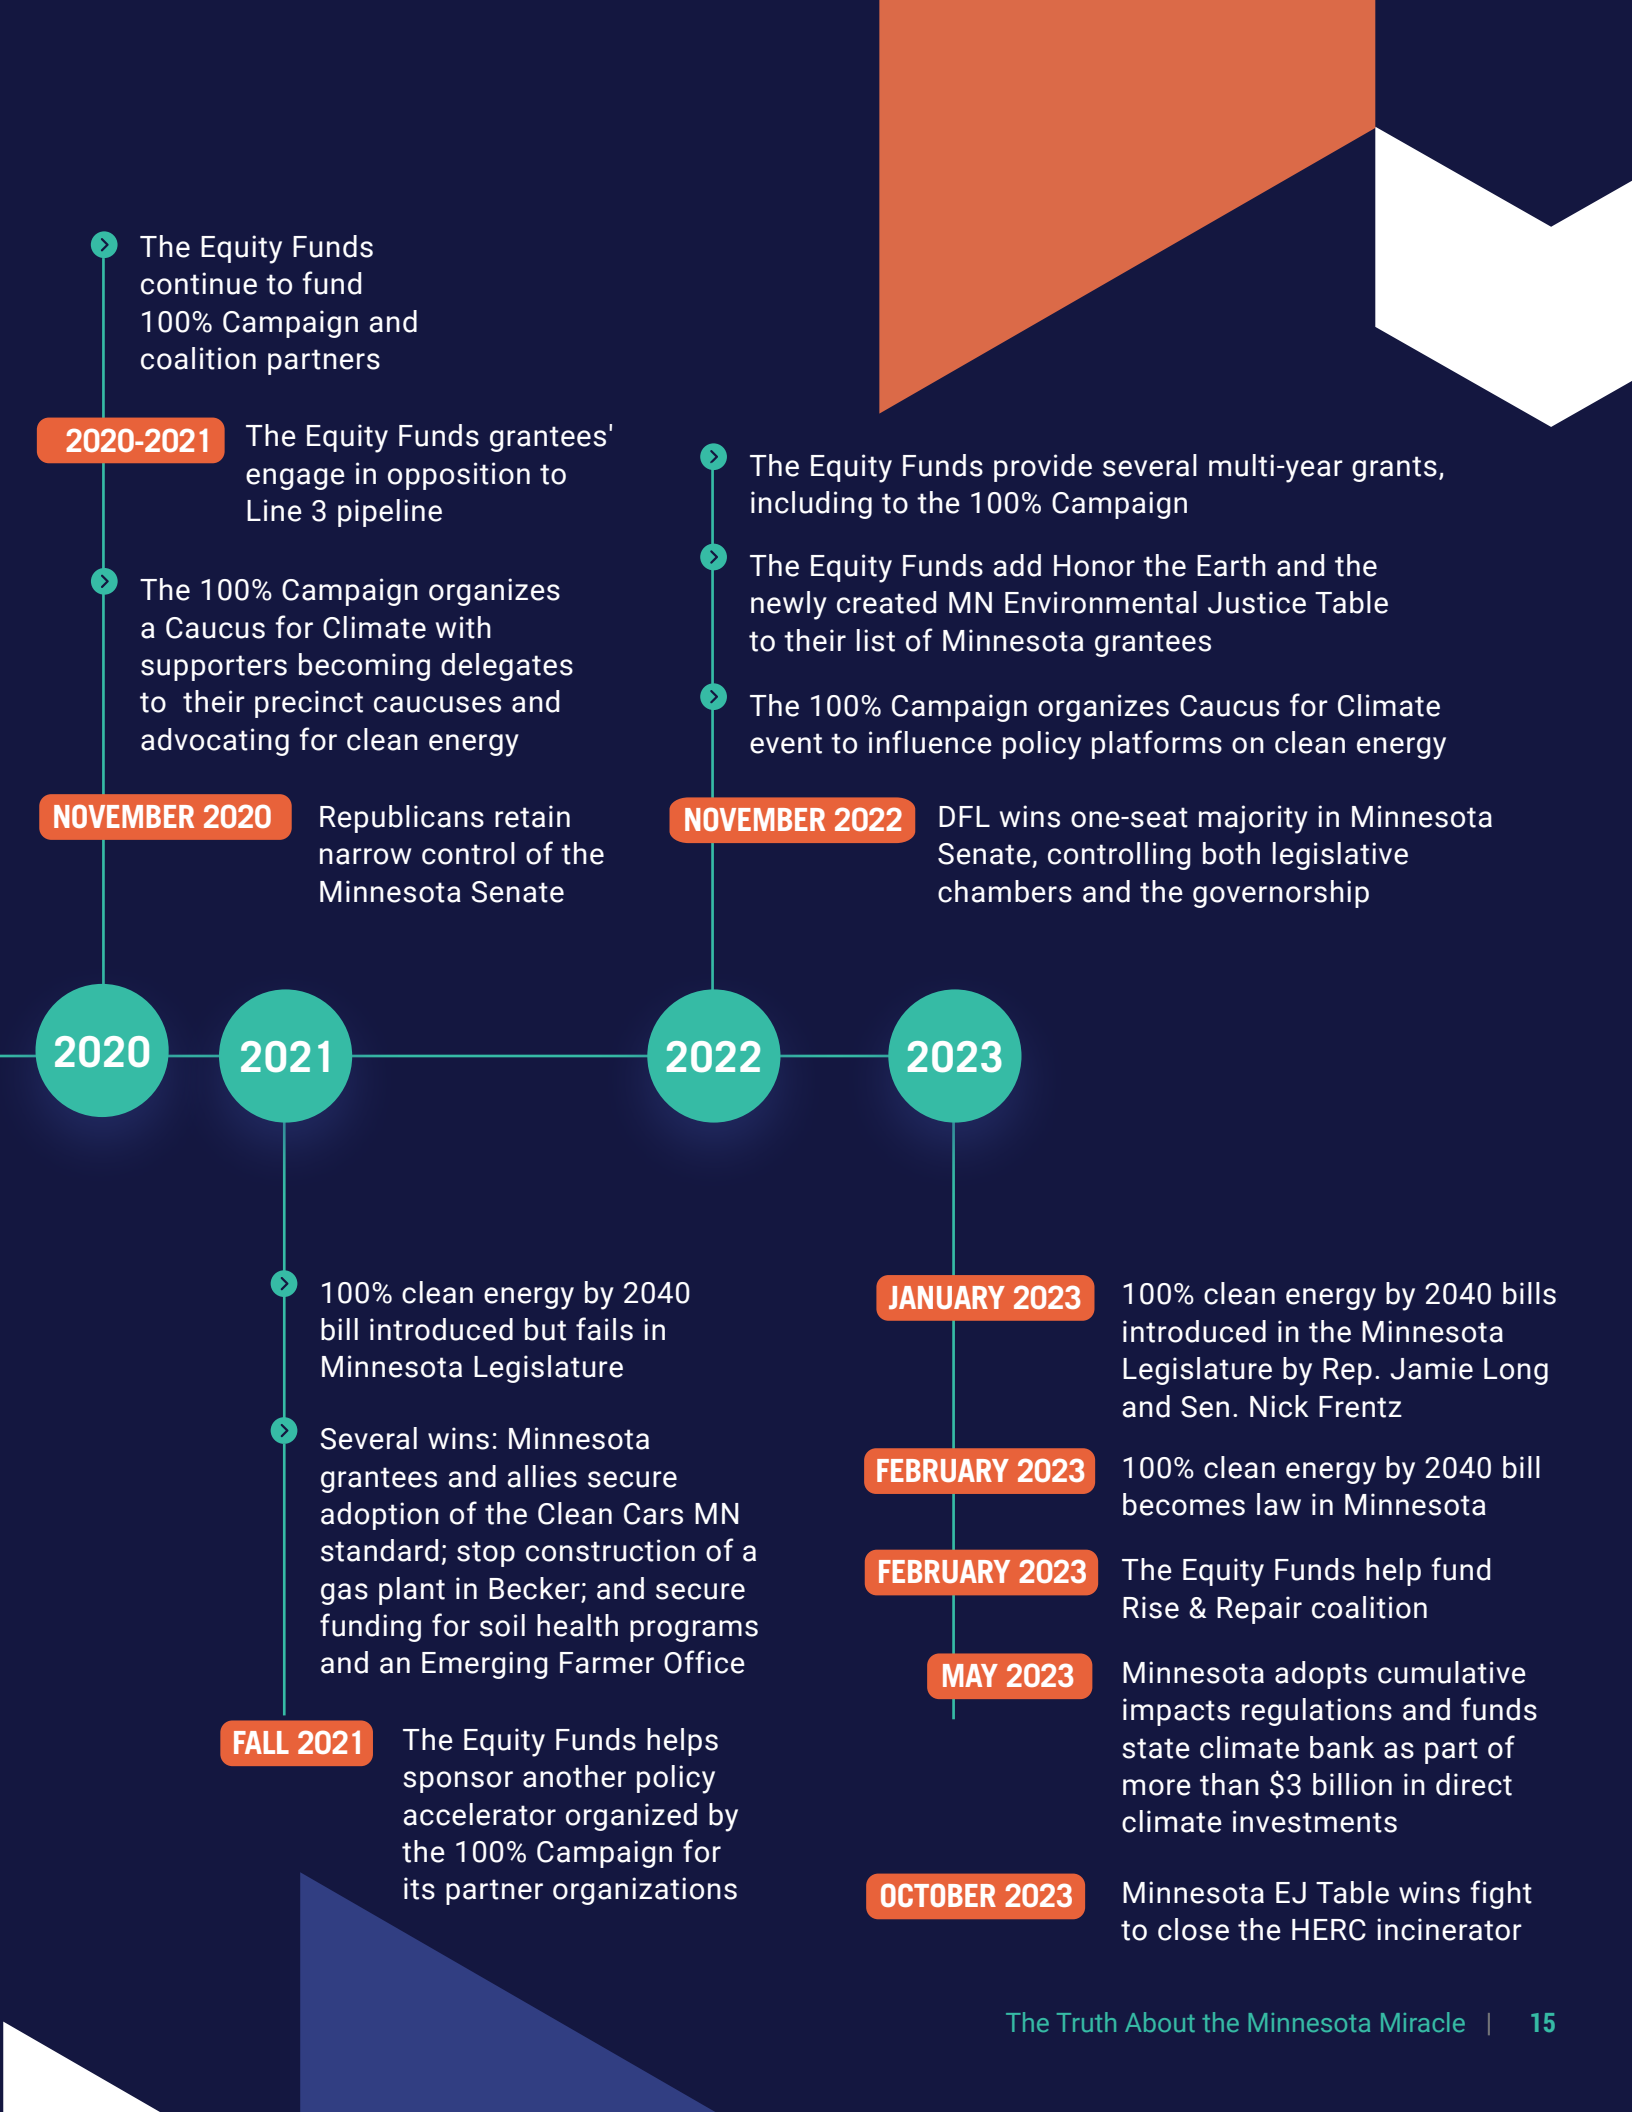 The Equity Funds
continue to fund
100% Campaign and
coalition partners
2020-2021
The Equity Funds grantees'
engage in opposition to
Line 3 pipeline
The 100% Campaign organizes
a Caucus for Climate with
supporters becoming delegates
to  their precinct caucuses and
advocating for clean energy
NOVEMBER 2020
Republicans retain
narrow control of the
Minnesota Senate
The Equity Funds provide several multi-year grants,
including to the 100% Campaign
The Equity Funds add Honor the Earth and the
newly created MN Environmental Justice Table
to their list of Minnesota grantees
The 100% Campaign organizes Caucus for Climate
event to influence policy platforms on clean energy
NOVEMBER 2022
DFL wins one-seat majority in Minnesota
Senate, controlling both legislative
chambers and the governorship
2020
2021
2022
2023
100% clean energy by 2040
bill introduced but fails in
Minnesota Legislature
Several wins: Minnesota
grantees and allies secure
adoption of the Clean Cars MN
standard; stop construction of a
gas plant in Becker; and secure
funding for soil health programs
and an Emerging Farmer Office
FALL 2021
The Equity Funds helps
sponsor another policy
accelerator organized by
the 100% Campaign for
its partner organizations
JANUARY 2023
100% clean energy by 2040 bills
introduced in the Minnesota
Legislature by Rep. Jamie Long
and Sen. Nick Frentz
FEBRUARY 2023
100% clean energy by 2040 bill
becomes law in Minnesota
FEBRUARY 2023
The Equity Funds help fund
Rise & Repair coalition
MAY 2023
Minnesota adopts cumulative
impacts regulations and funds
state climate bank as part of
more than $3 billion in direct
climate investments
OCTOBER 2023
Minnesota EJ Table wins fight
to close the HERC incinerator
The Truth About the Minnesota Miracle | 15